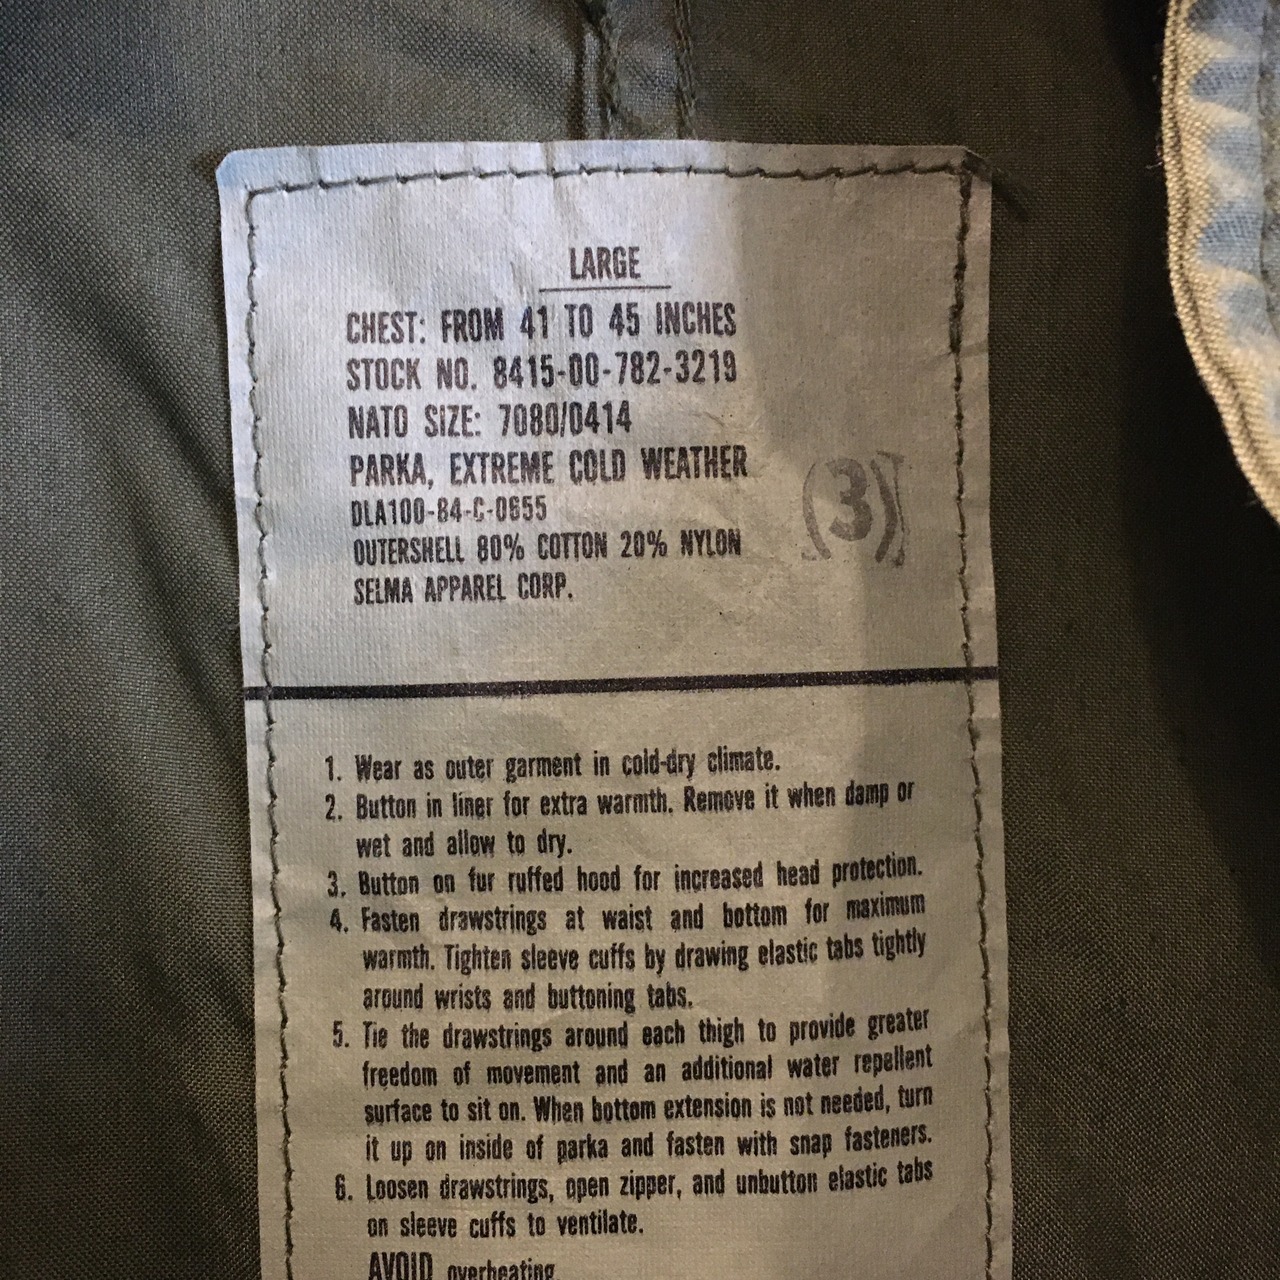 LARGE
CHEST: FROM 41 TO 45 INCHES
STOCK NO. 8415-00-782-3219
NATO SIZE: 7080/0414
PARKA, EXTREME COLD WEATHER
(3)
DLA100-84-C-0655
OUTERSHELL 80% COTTON 20% NYLON
SELMA APPAREL CORP.
1. Wear as outer garment in cold-dry climate.
2. Button in liner for extra warmth. Remove it when damp or
wet and allow to dry.
3. Button on fur ruffed hood for increased head protection.
4. Fasten drawstrings at waist and bottom for maximum
warmth. Tighten sleeve cuffs by drawing elastic tabs tightly
around wrists and buttoning tabs.
5. Tie the drawstrings around each thigh to provide greater
freedom of movement and an additional water repellent
surface to sit on. When bottom extension is not needed, turn
it up on inside of parka and fasten with snap fasteners.
6. Loosen drawstrings, open zipper, and unbutton elastic tabs
on sleeve cuffs to ventilate.
AVOID overheating